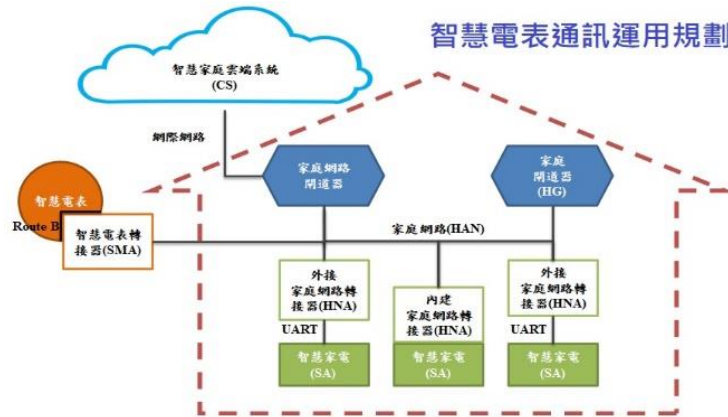 智慧電表通訊運用規劃
智慧家庭雲端系統
(CS)
網際網路
家庭網路
閘道器
家庭
閘道器
(HG)
智慧電表
Route B
智慧電表轉
接器(SMA)
家庭網路(HAN)
外接
家庭網路轉
接器(HNA)
內建
家庭網路轉
接器(HNA)
外接
家庭網路轉
接器(HNA)
UART
UART
智慧家電
(SA)
智慧家電
(SA)
智慧家電
(SA)